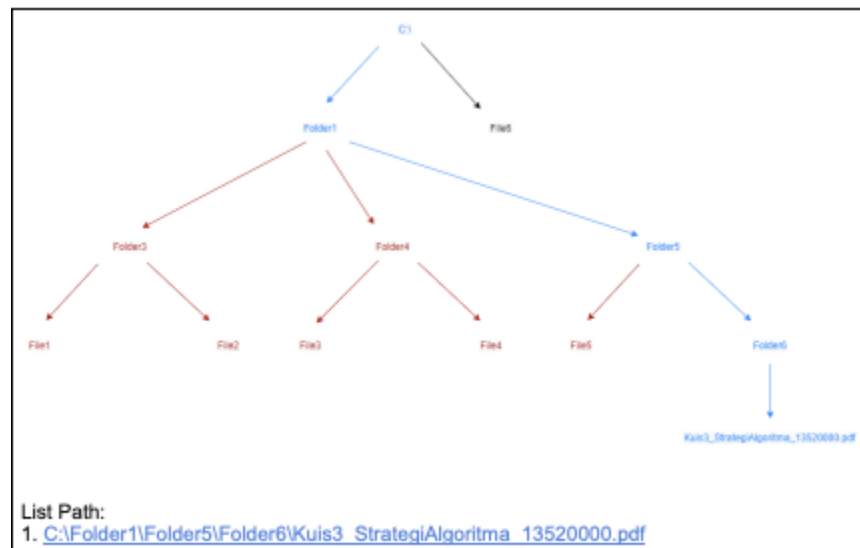 C:\
Folder1 File6
Folder3 Folder4 Folder5
File1 File2 File3 File4 File5 Folder6
Kuis3_StrategiAlgoritma_13520000.pdf
List Path:
1. C:\Folder1\Folder5\Folder6\Kuis3_StrategiAlgoritma_13520000.pdf